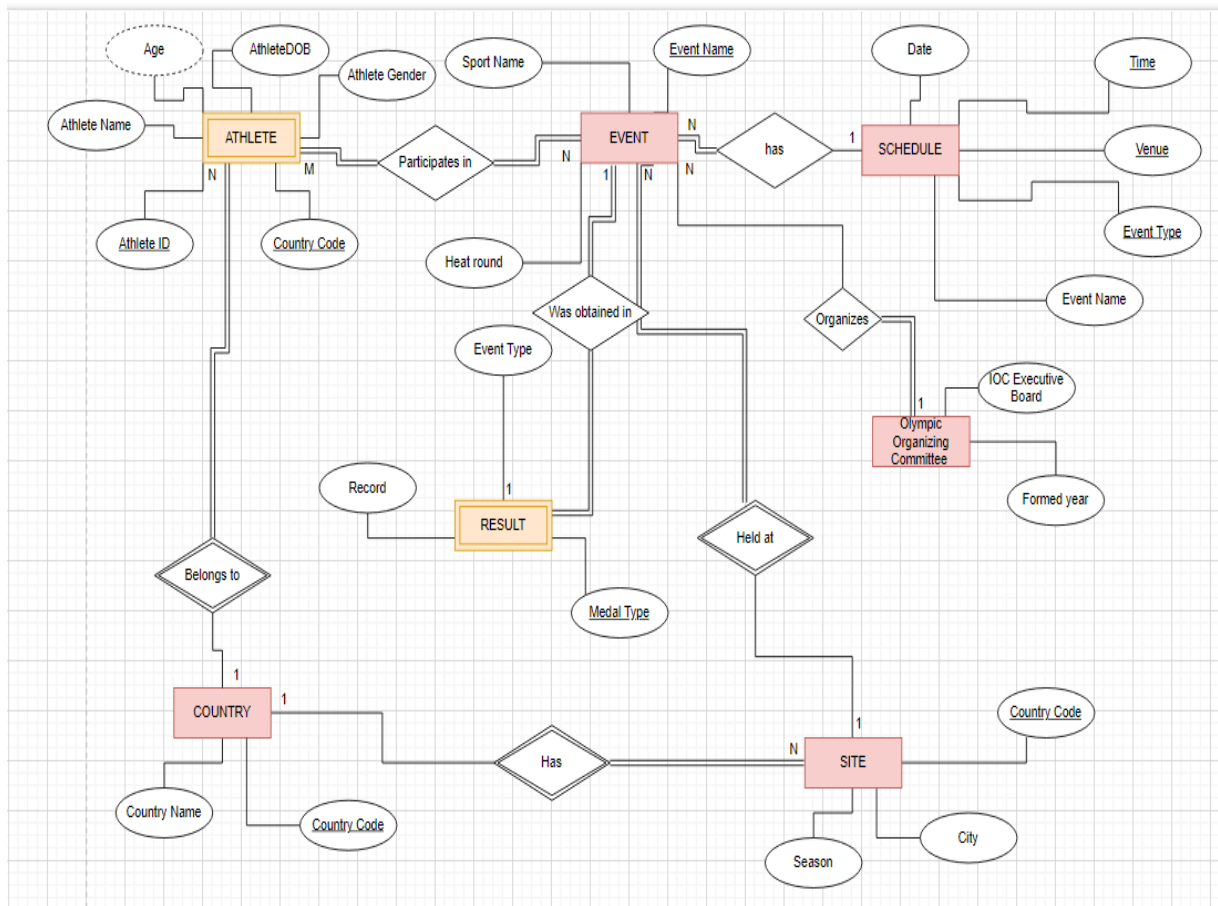 Age
AthleteDOB
Athlete Gender
Athlete Name
ATHLETE
N
M
Athlete ID
Country Code
Participates in
Sport Name
Event Name
EVENT
N
N
1
N
N
Heat round
has
1
Date
Time
SCHEDULE
Venue
Event Type
Event Name
Was obtained in
Organizes
Event Type
1
IOC Executive
Board
Olympic
Organizing
Committee
Formed year
Record
1
RESULT
Medal Type
Held at
Belongs to
1
COUNTRY
1
Country Name
Country Code
Has
N
1
SITE
Country Code
Season
City